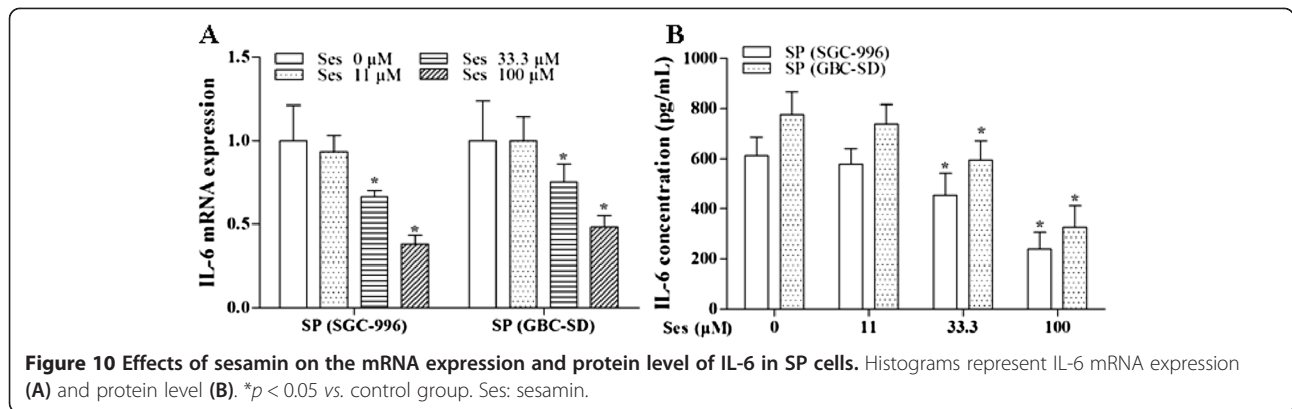 A
B
Ses 0 µM
Ses 33.3 µM
Ses 11 µM
Ses 100 µM
IL-6 mRNA expression
1.5
1.0
0.5
0.0
*
*
*
*
SP (SGC-996)
SP (GBC-SD)
SP (SGC-996)
SP (GBC-SD)
IL-6 concentration (pg/mL)
1000
800
600
400
200
0
*
*
*
*
Ses (µM)
0
11
33.3
100
Figure 10 Effects of sesamin on the mRNA expression and protein level of IL-6 in SP cells. Histograms represent IL-6 mRNA expression
(A) and protein level (B). *p < 0.05 vs. control group. Ses: sesamin.